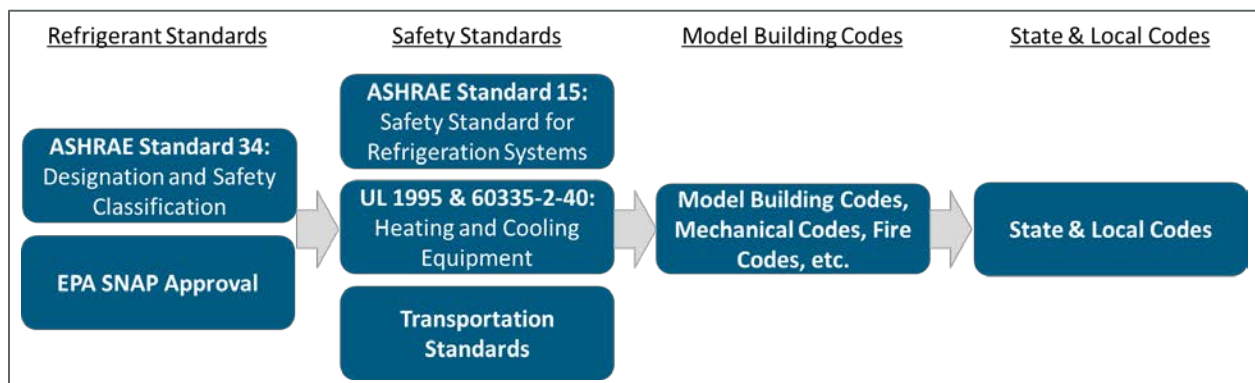 Refrigerant Standards
Safety Standards
Model Building Codes
State & Local Codes
ASHRAE Standard 34:
Designation and Safety
Classification
EPA SNAP Approval
ASHRAE Standard 15:
Safety Standard for
Refrigeration Systems
UL 1995 & 60335-2-40:
Heating and Cooling
Equipment
Transportation
Standards
Model Building Codes,
Mechanical Codes, Fire
Codes, etc.
State & Local Codes